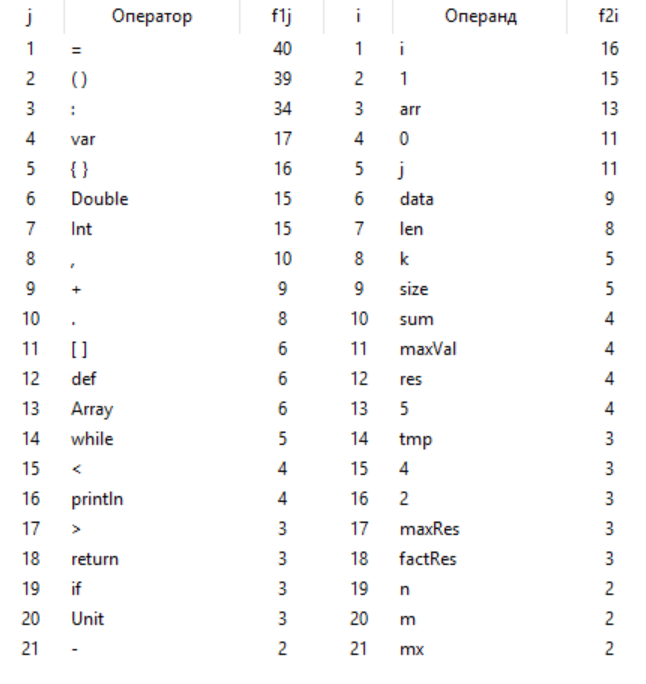 j Оператор f1j i Операнд f2i
1 = 40 1 i 16
2 ( ) 39 2 1 15
3 : 34 3 arr 13
4 var 17 4 0 11
5 { } 16 5 j 11
6 Double 15 6 data 9
7 Int 15 7 len 8
8 , 10 8 k 5
9 + 9 9 size 5
10 . 8 10 sum 4
11 [ ] 6 11 maxVal 4
12 def 6 12 res 4
13 Array 6 13 5 4
14 while 5 14 tmp 3
15 < 4 15 4 3
16 println 4 16 2 3
17 > 3 17 maxRes 3
18 return 3 18 factRes 3
19 if 3 19 n 2
20 Unit 3 20 m 2
21 - 2 21 mx 2